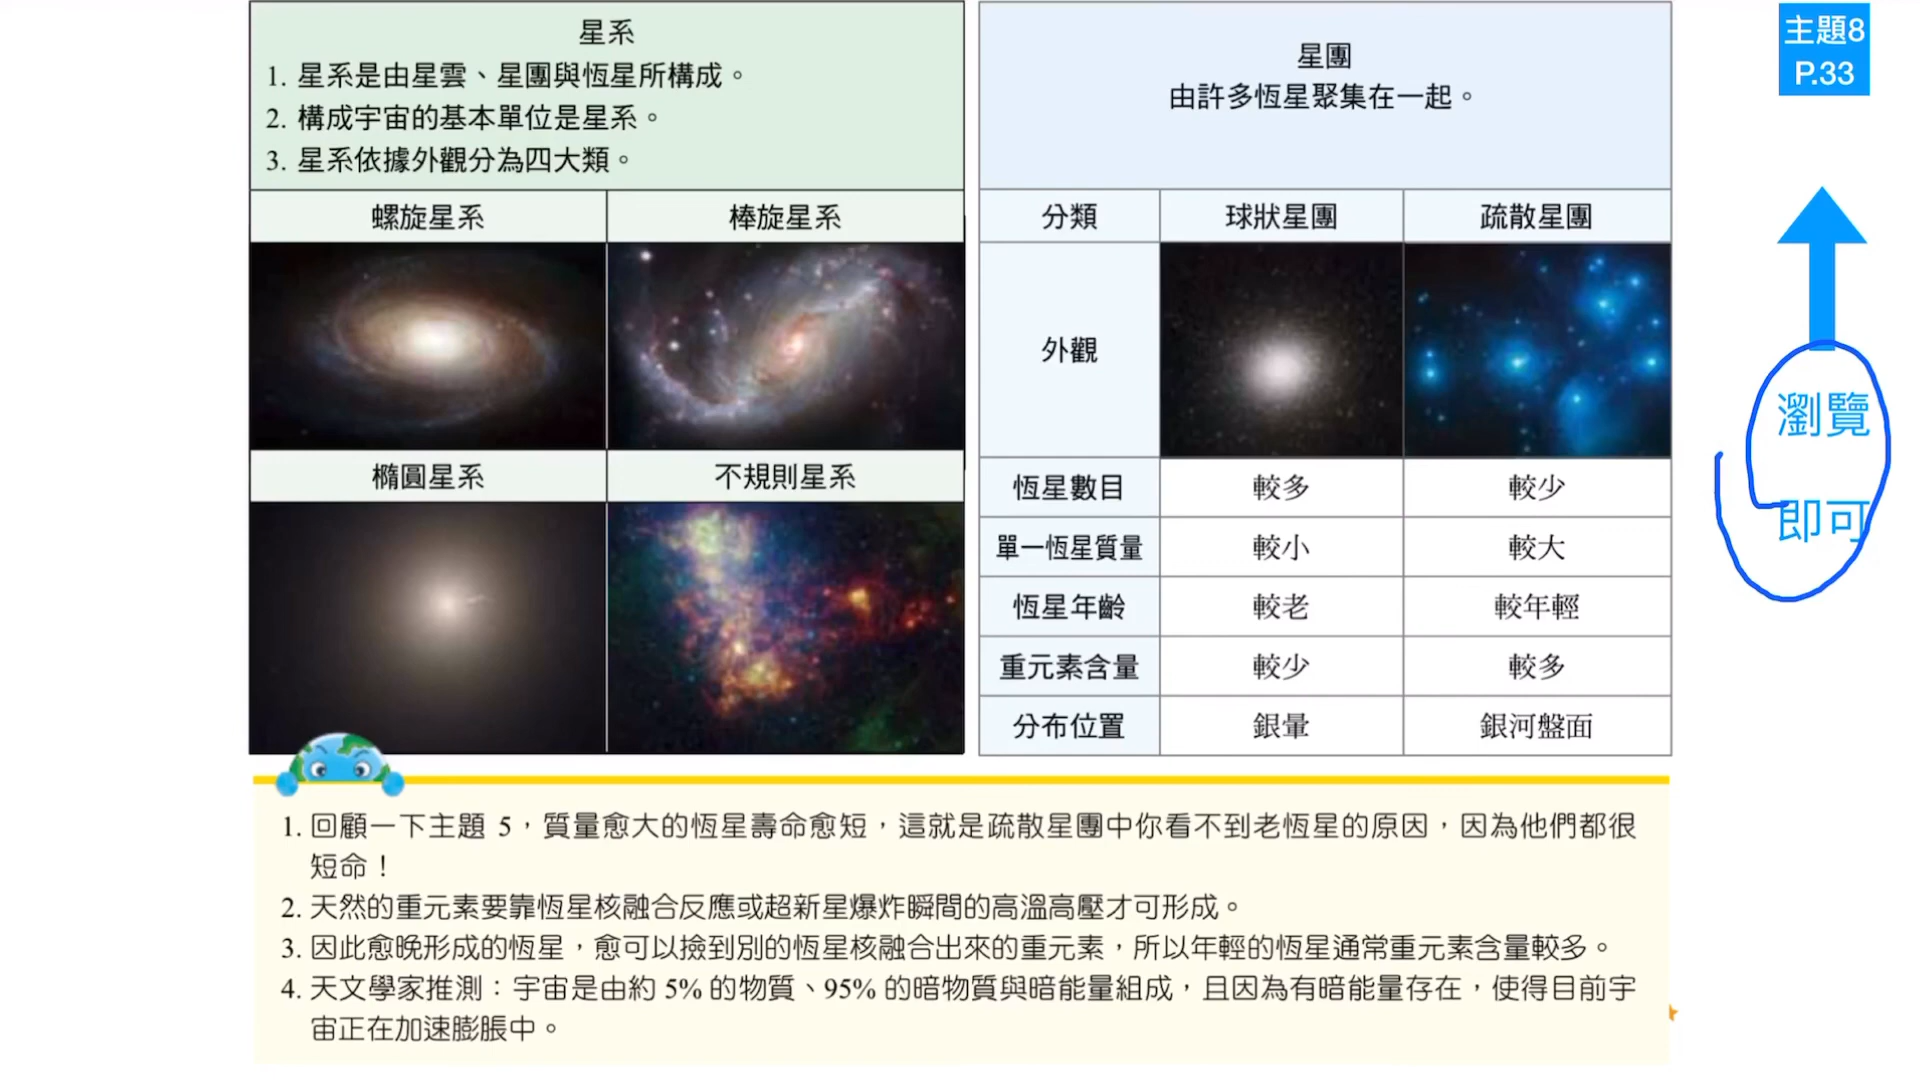 星系
1. 星系是由星雲、星團與恆星所構成。
2. 構成宇宙的基本單位是星系。
3. 星系依據外觀分為四大類。
螺旋星系 棒旋星系
橢圓星系 不規則星系
星團
由許多恆星聚集在一起。
分類 球狀星團 疏散星團
外觀
恆星數目 較多 較少
單一恆星質量 較小 較大
恆星年齡 較老 較年輕
重元素含量 較少 較多
分布位置 銀暈 銀河盤面
主題8
P.33
瀏覽
即可
1. 回顧一下主題 5，質量愈大的恆星壽命愈短，這就是疏散星團中你看不到老恆星的原因，因為他們都很
短命！
2. 天然的重元素要靠恆星核融合反應或超新星爆炸瞬間的高溫高壓才可形成。
3. 因此愈晚形成的恆星，愈可以撿到別的恆星核融合出來的重元素，所以年輕的恆星通常重元素含量較多。
4. 天文學家推測：宇宙是由約 5% 的物質、95% 的暗物質與暗能量組成，且因為有暗能量存在，使得目前宇
宙正在加速膨脹中。